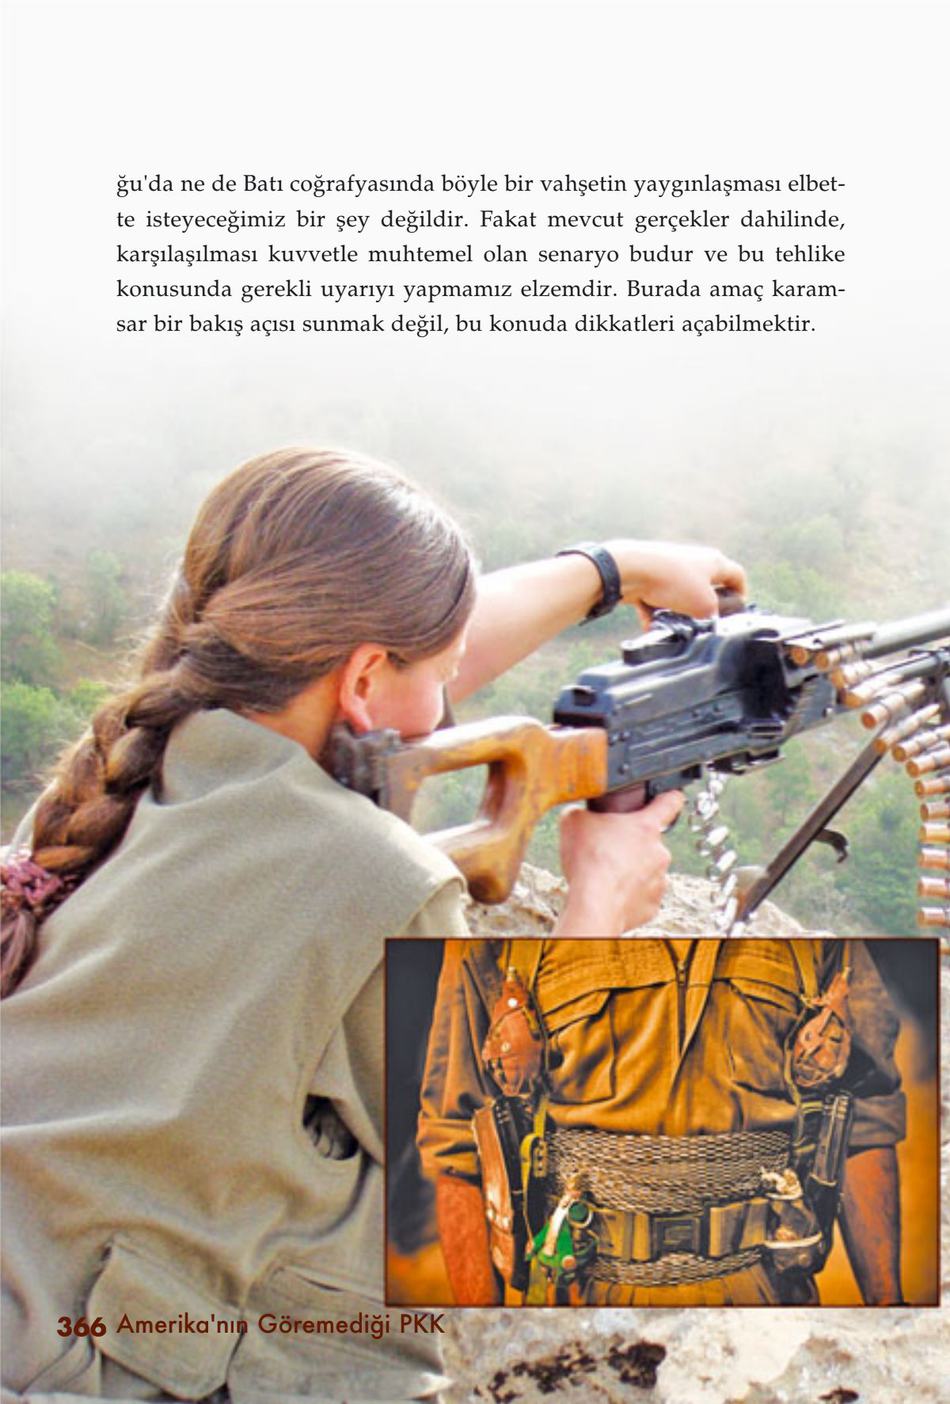 ğu'da ne de Batı coğrafyasında böyle bir vahşetin yaygınlaşması elbet-
te isteyeceğimiz bir şey değildir. Fakat mevcut gerçekler dahilinde,
karşılaşılması kuvvetle muhtemel olan senaryo budur ve bu tehlike
konusunda gerekli uyarıyı yapmamız elzemdir. Burada amaç karam-
sar bir bakış açısı sunmak değil, bu konuda dikkatleri açabilmektir.
366 Amerika'nın Göremediği PKK